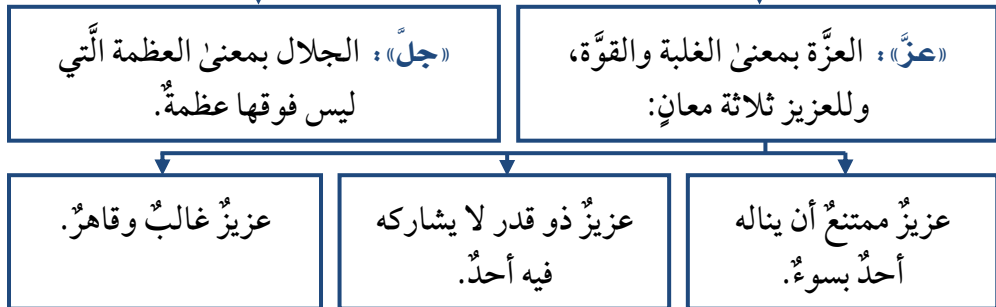 «عزَّ»: العزَّة بمعنىٰ الغلبة والقوَّة،
وللعزيز ثلاثة معانٍ:
«جلَّ»: الجلال بمعنىٰ العظمة الَّتي
ليس فوقها عظمةٌ.
عزيزٌ ممتنعٌ أن يناله
أحدٌ بسوءٌ.
عزيزٌ ذو قدر لا يشاركه
فيه أحدٌ.
عزيزٌ غالبٌ وقاهرٌ.